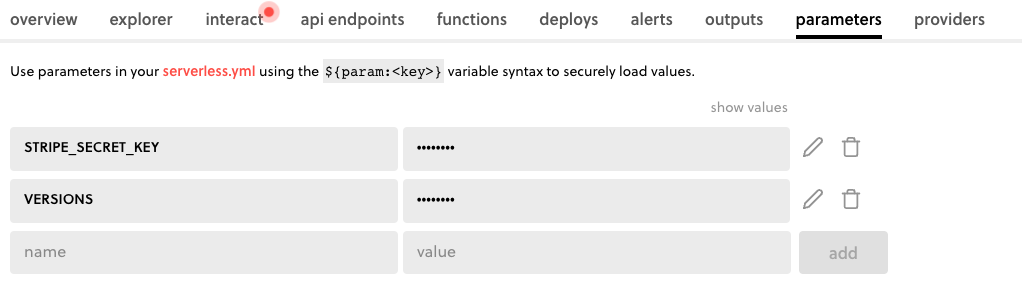 overview explorer interact api endpoints functions deploys alerts outputs parameters providers
Use parameters in your serverless.yml using the ${param:<key>} variable syntax to securely load values.
show values
STRIPE_SECRET_KEY ••••••••
VERSIONS ••••••••
name value add